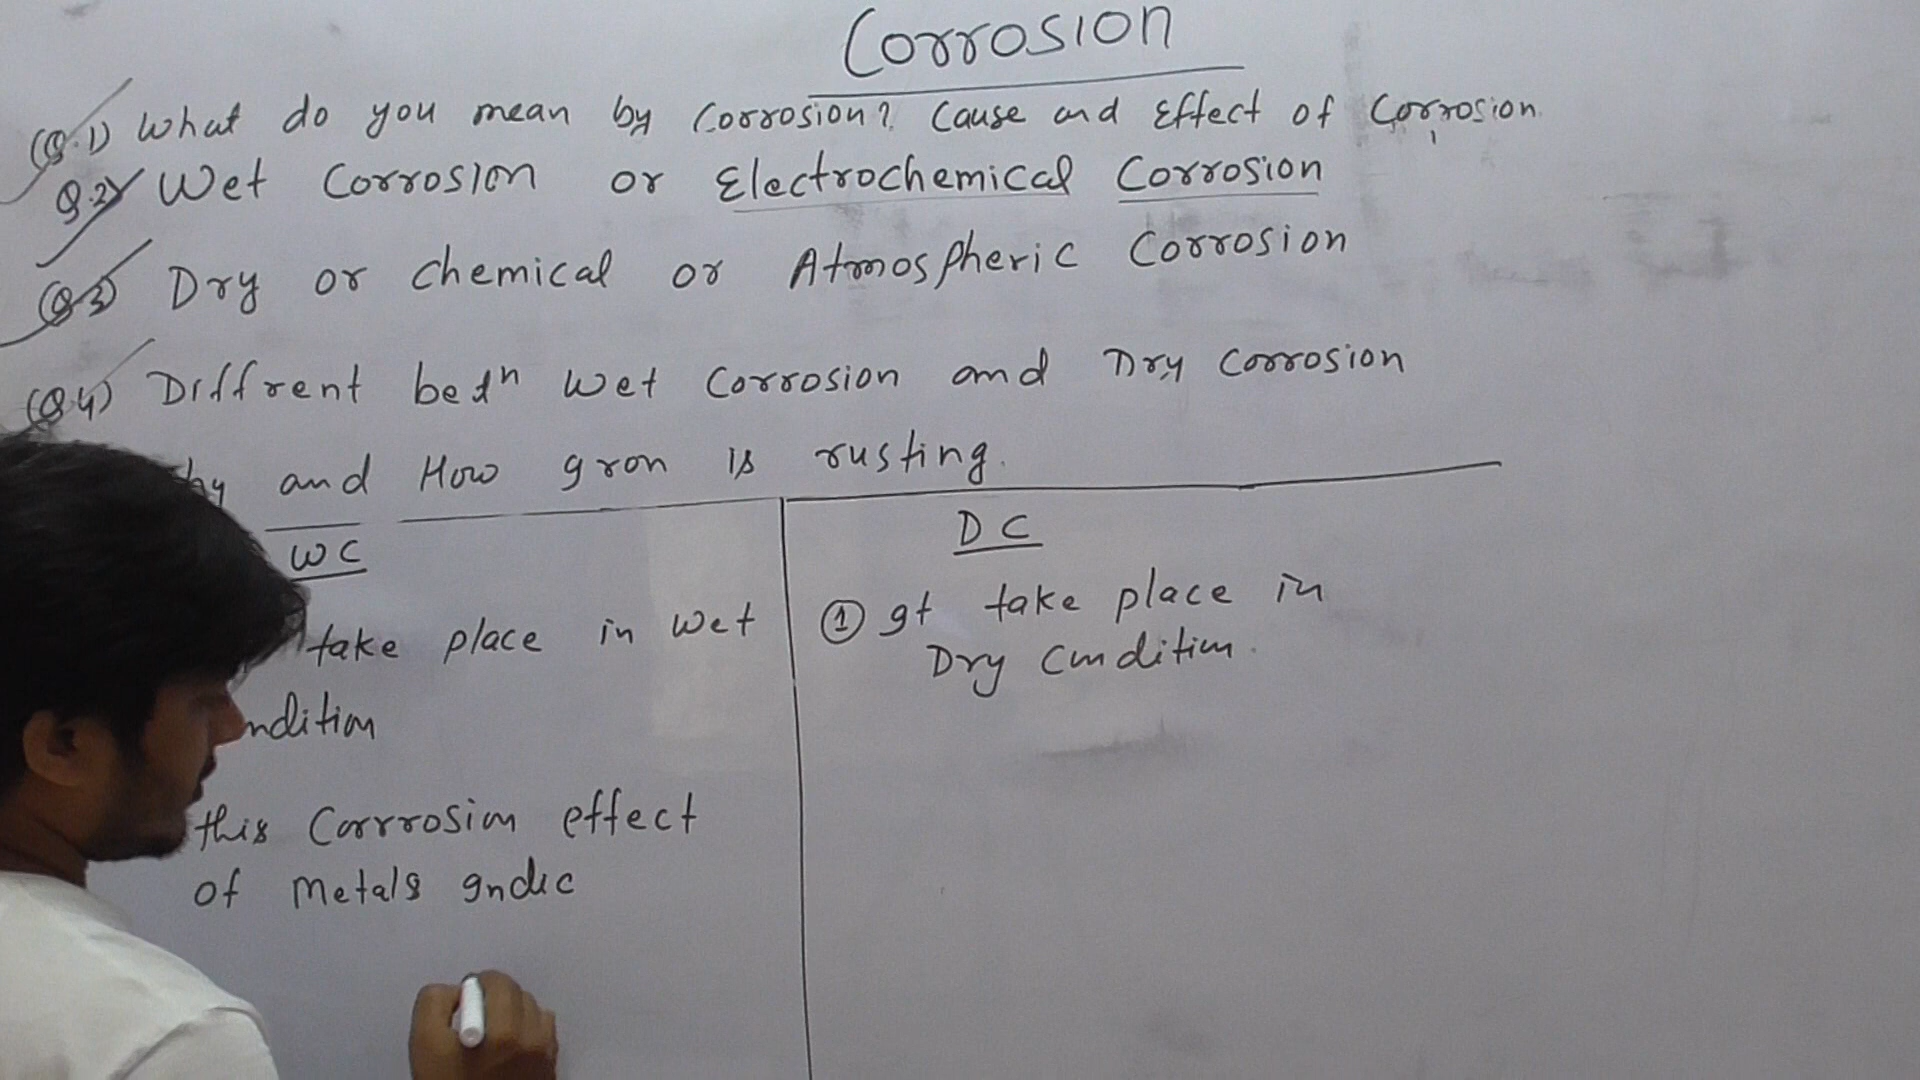 Corrosion
(Q.1) What do you mean by Corrosion? Cause and Effect of Corrosion.
Q.2) Wet Corrosion or Electrochemical Corrosion
(Q.3) Dry or chemical or Atmospheric Corrosion
(Q.4) Diffrent betn wet Corrosion and Dry Corrosion
hy and How Iron is rusting.
WC
take place in wet
ndition
this Corrosion effect
of Metals Indic
DC
① It take place in
Dry Condition.